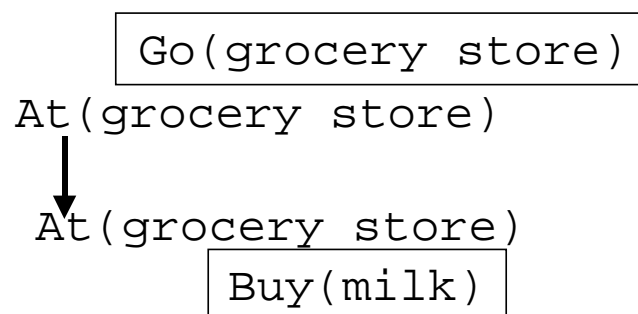 Go(grocery store)
At(grocery store)
At(grocery store)
Buy(milk)